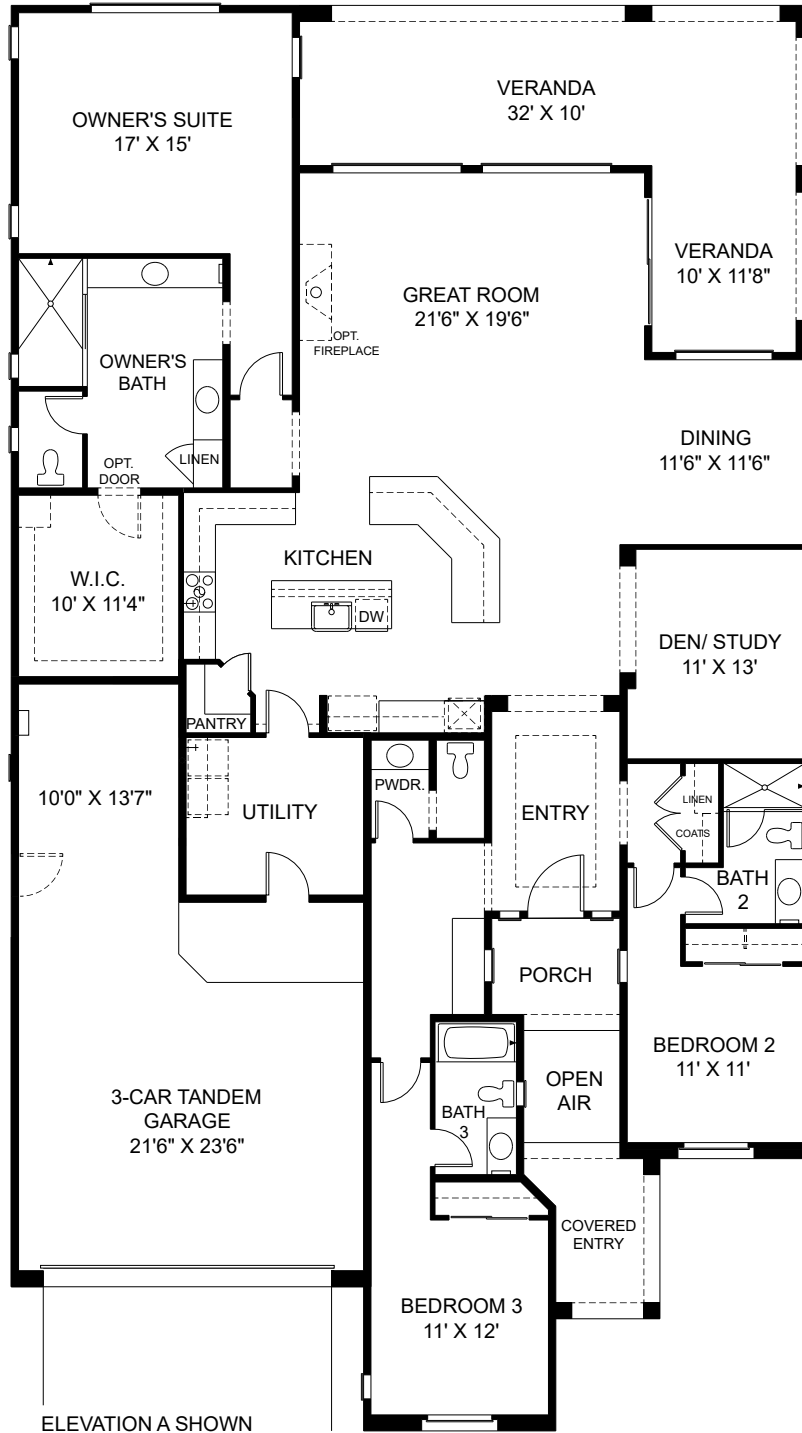 OWNER'S SUITE
17' X 15'
VERANDA
32' X 10'
VERANDA
10' X 11'8"
GREAT ROOM
21'6" X 19'6"
OPT.
FIREPLACE
OWNER'S
BATH
LINEN
OPT.
DOOR
DINING
11'6" X 11'6"
KITCHEN
DW
W.I.C.
10' X 11'4"
DEN/ STUDY
11' X 13'
PANTRY
10'0" X 13'7"
UTILITY
PWDR.
ENTRY
LINEN
COATS
BATH
2
PORCH
BEDROOM 2
11' X 11'
3-CAR TANDEM
GARAGE
21'6" X 23'6"
OPEN
AIR
BATH
3
COVERED
ENTRY
BEDROOM 3
11' X 12'
ELEVATION A SHOWN